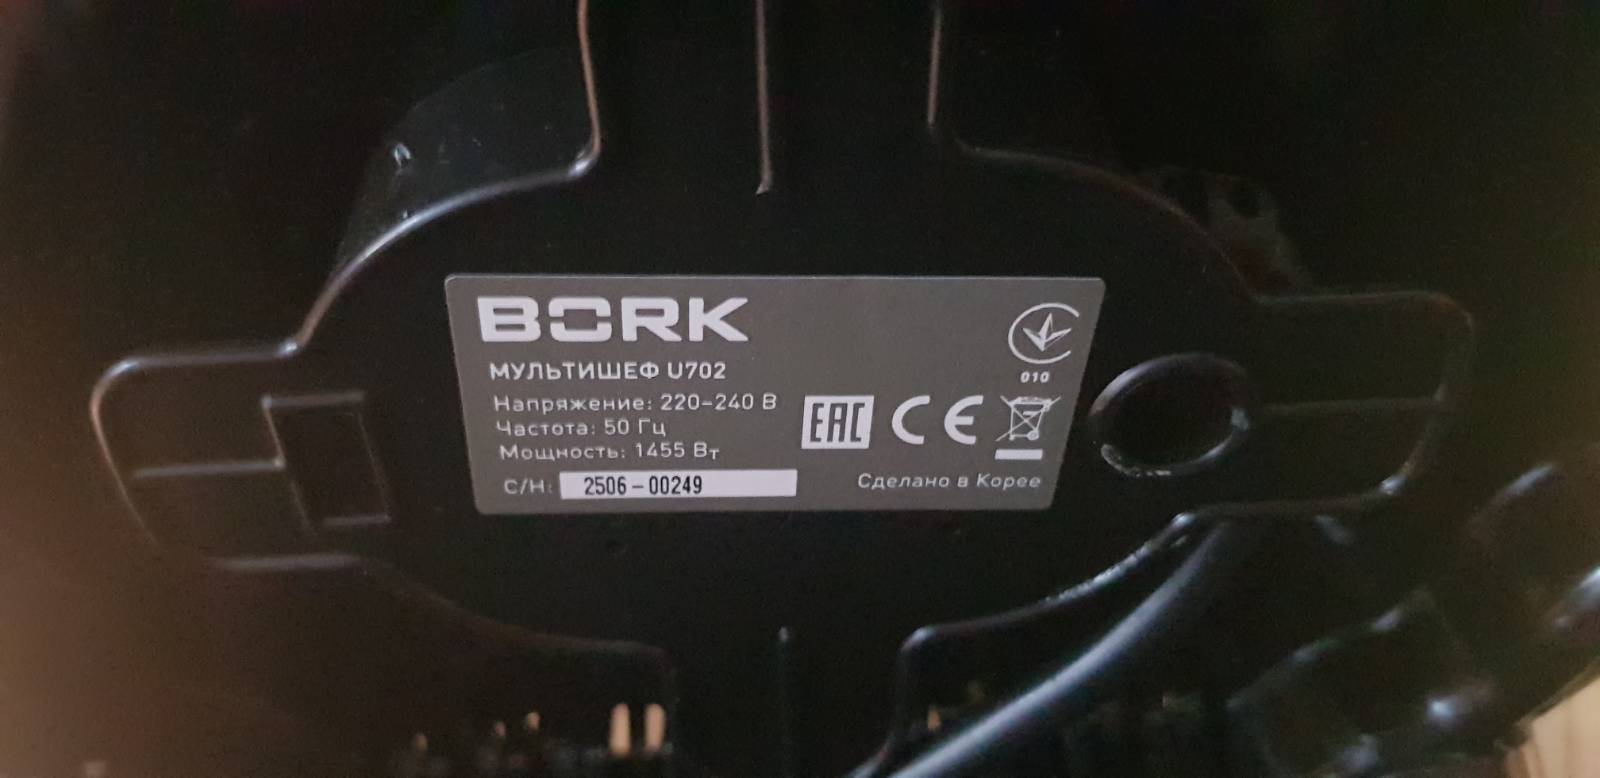 BORK
МУЛЬТИШЕФ U702
Напряжение: 220-240 В
Частота: 50 Гц
Мощность: 1455 Вт
С/Н: 2506-00249
010
EAC CE
Сделано в Корее